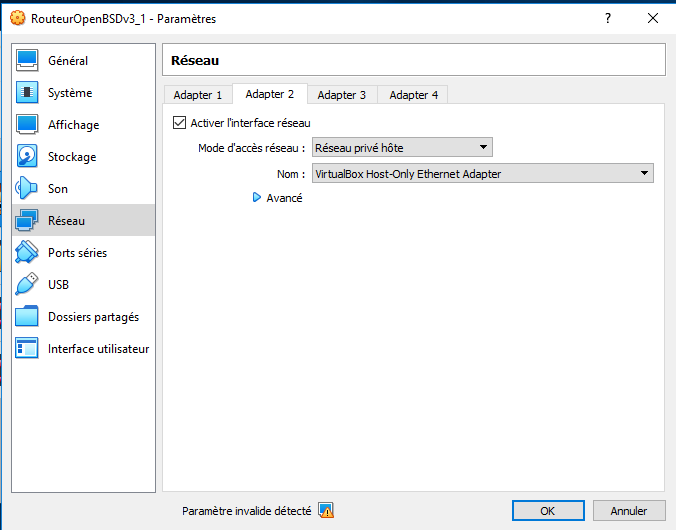 RouteurOpenBSDv3_1 - Paramètres
?
Général
Système
Affichage
Stockage
Son
Réseau
Ports séries
USB
Dossiers partagés
Interface utilisateur
Réseau
Adapter 1 Adapter 2 Adapter 3 Adapter 4
Activer l'interface réseau
Mode d'accès réseau : Réseau privé hôte
Nom : VirtualBox Host-Only Ethernet Adapter
Avancé
Paramètre invalide détecté OK Annuler